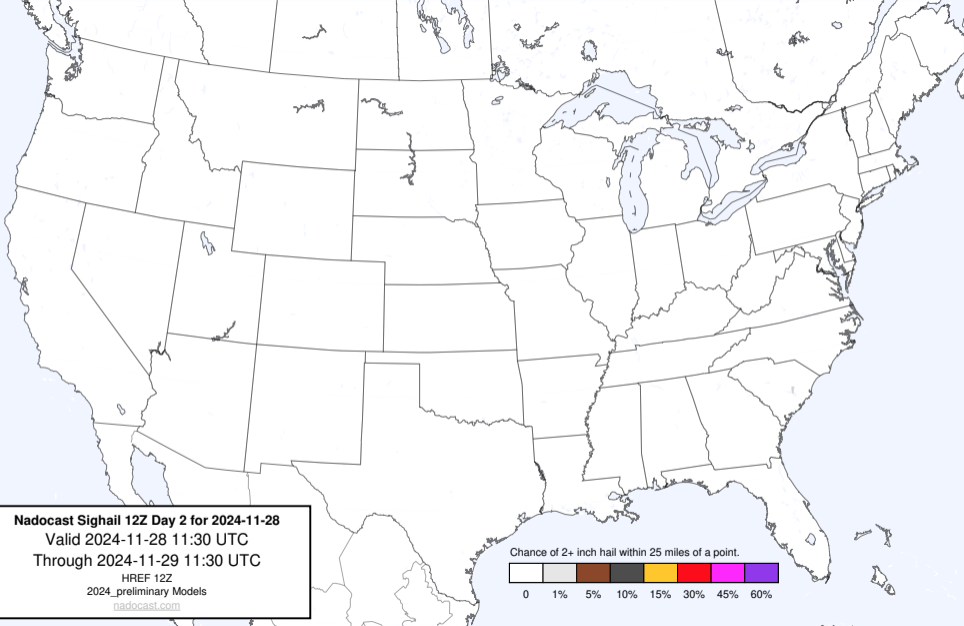 Nadocast Sighail 12Z Day 2 for 2024-11-28
Valid 2024-11-28 11:30 UTC
Through 2024-11-29 11:30 UTC
HREF 12Z
2024_preliminary Models
nadocast.com
Chance of 2+ inch hail within 25 miles of a point.
0 1% 5% 10% 15% 30% 45% 60%